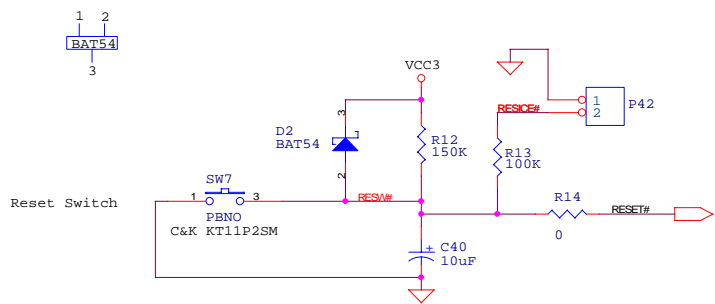 1 2
BAT54
3
VCC3
1
2
P42
RESICE#
3
D2
BAT54
R12
150K
R13
100K
2
SW7
R14
Reset Switch
1
3
RESW#
RESET#
PBNO
0
C&K KT11P2SM
+
C40
10uF